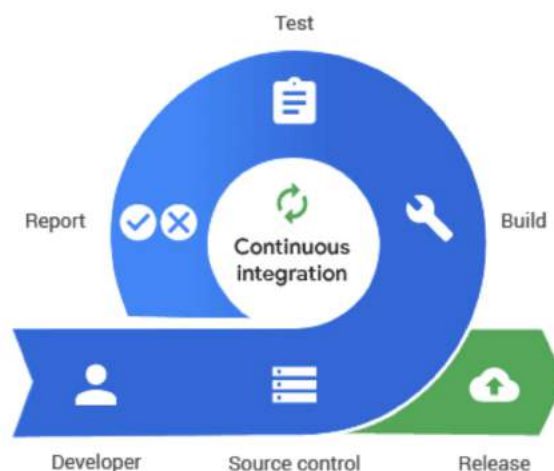 Test
Report
Build
Continuous
integration
Developer
Source control
Release